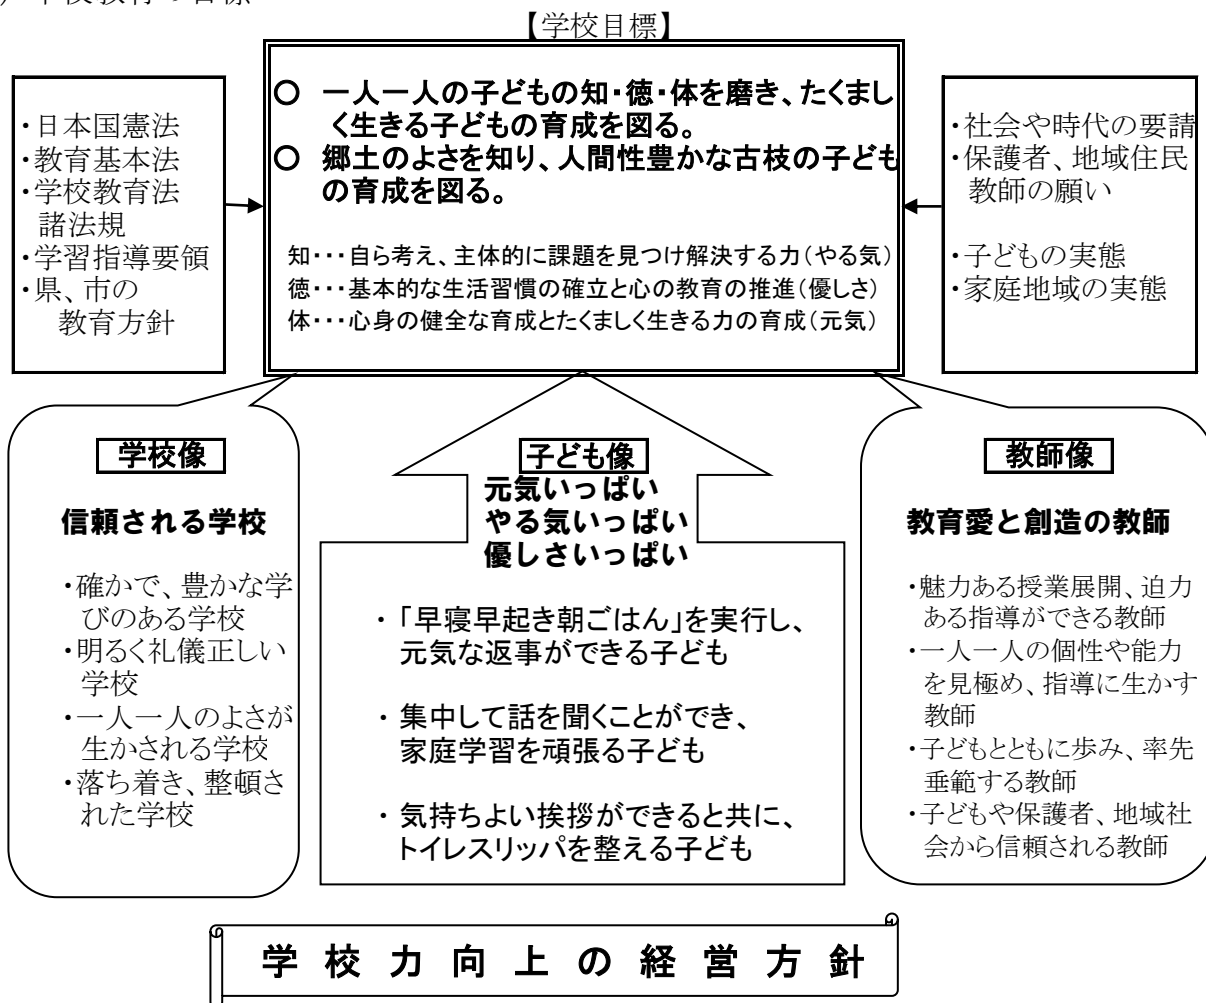 【学校目標】
○ 一人一人の子どもの知・徳・体を磨き、たくまし
く生きる子どもの育成を図る。
○ 郷土のよさを知り、人間性豊かな古枝の子ども
の育成を図る。
知・・・自ら考え、主体的に課題を見つけ解決する力（やる気）
徳・・・基本的な生活習慣の確立と心の教育の推進（優しさ）
体・・・心身の健全な育成とたくましく生きる力の育成（元気）
・日本国憲法
・教育基本法
・学校教育法
諸法規
・学習指導要領
・県、市の
教育方針
・社会や時代の要請
・保護者、地域住民
教師の願い
・子どもの実態
・家庭地域の実態
学校像
信頼される学校
・確かで、豊かな学
びのある学校
・明るく礼儀正しい
学校
・一人一人のよさが
生かされる学校
・落ち着き、整頓さ
れた学校
子ども像
元気いっぱい
やる気いっぱい
優しさいっぱい
・「早寝早起き朝ごはん」を実行し、
元気な返事ができる子ども
・集中して話を聞くことができ、
家庭学習を頑張る子ども
・気持ちよい挨拶ができると共に、
トイレスリッパを整える子ども
教師像
教育愛と創造の教師
・魅力ある授業展開、迫力
ある指導ができる教師
・一人一人の個性や能力
を見極め、指導に生かす
教師
・子どもとともに歩み、率先
垂範する教師
・子どもや保護者、地域社
会から信頼される教師
学校力向上の経営方針